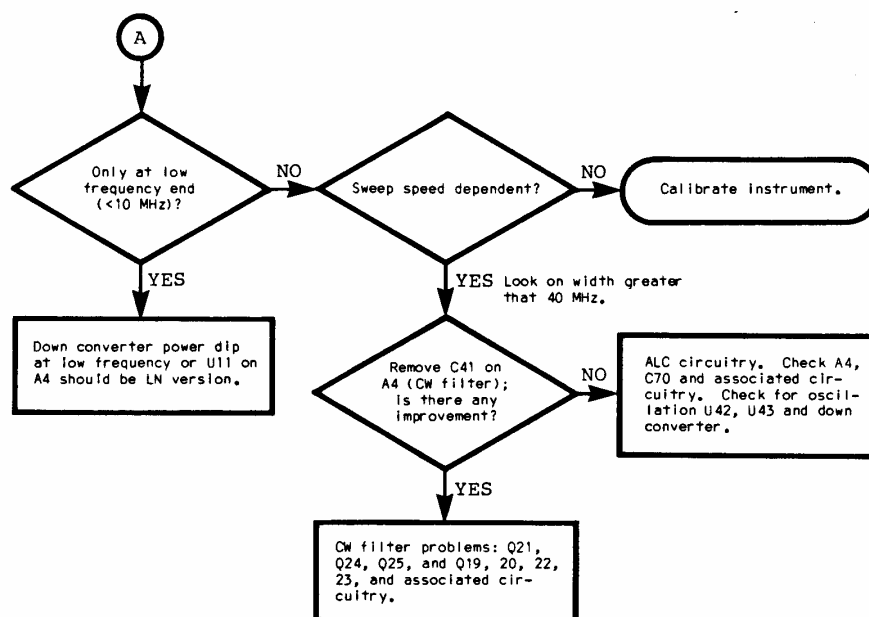 A
Only at low
frequency end
(<10 MHz)?
NO
Sweep speed dependent?
NO
Calibrate instrument.
YES
YES
Look on width greater
that 40 MHz.
Down converter power dip
at low frequency or U11 on
A4 should be LN version.
Remove C41 on
A4 (CW filter);
is there any
improvement?
NO
ALC circuitry. Check A4,
C70 and associated cir-
cuitry. Check for oscil-
lation U42, U43 and down
converter.
YES
CW filter problems: Q21,
Q24, Q25, and Q19, 20, 22,
23, and associated cir-
cuitry.